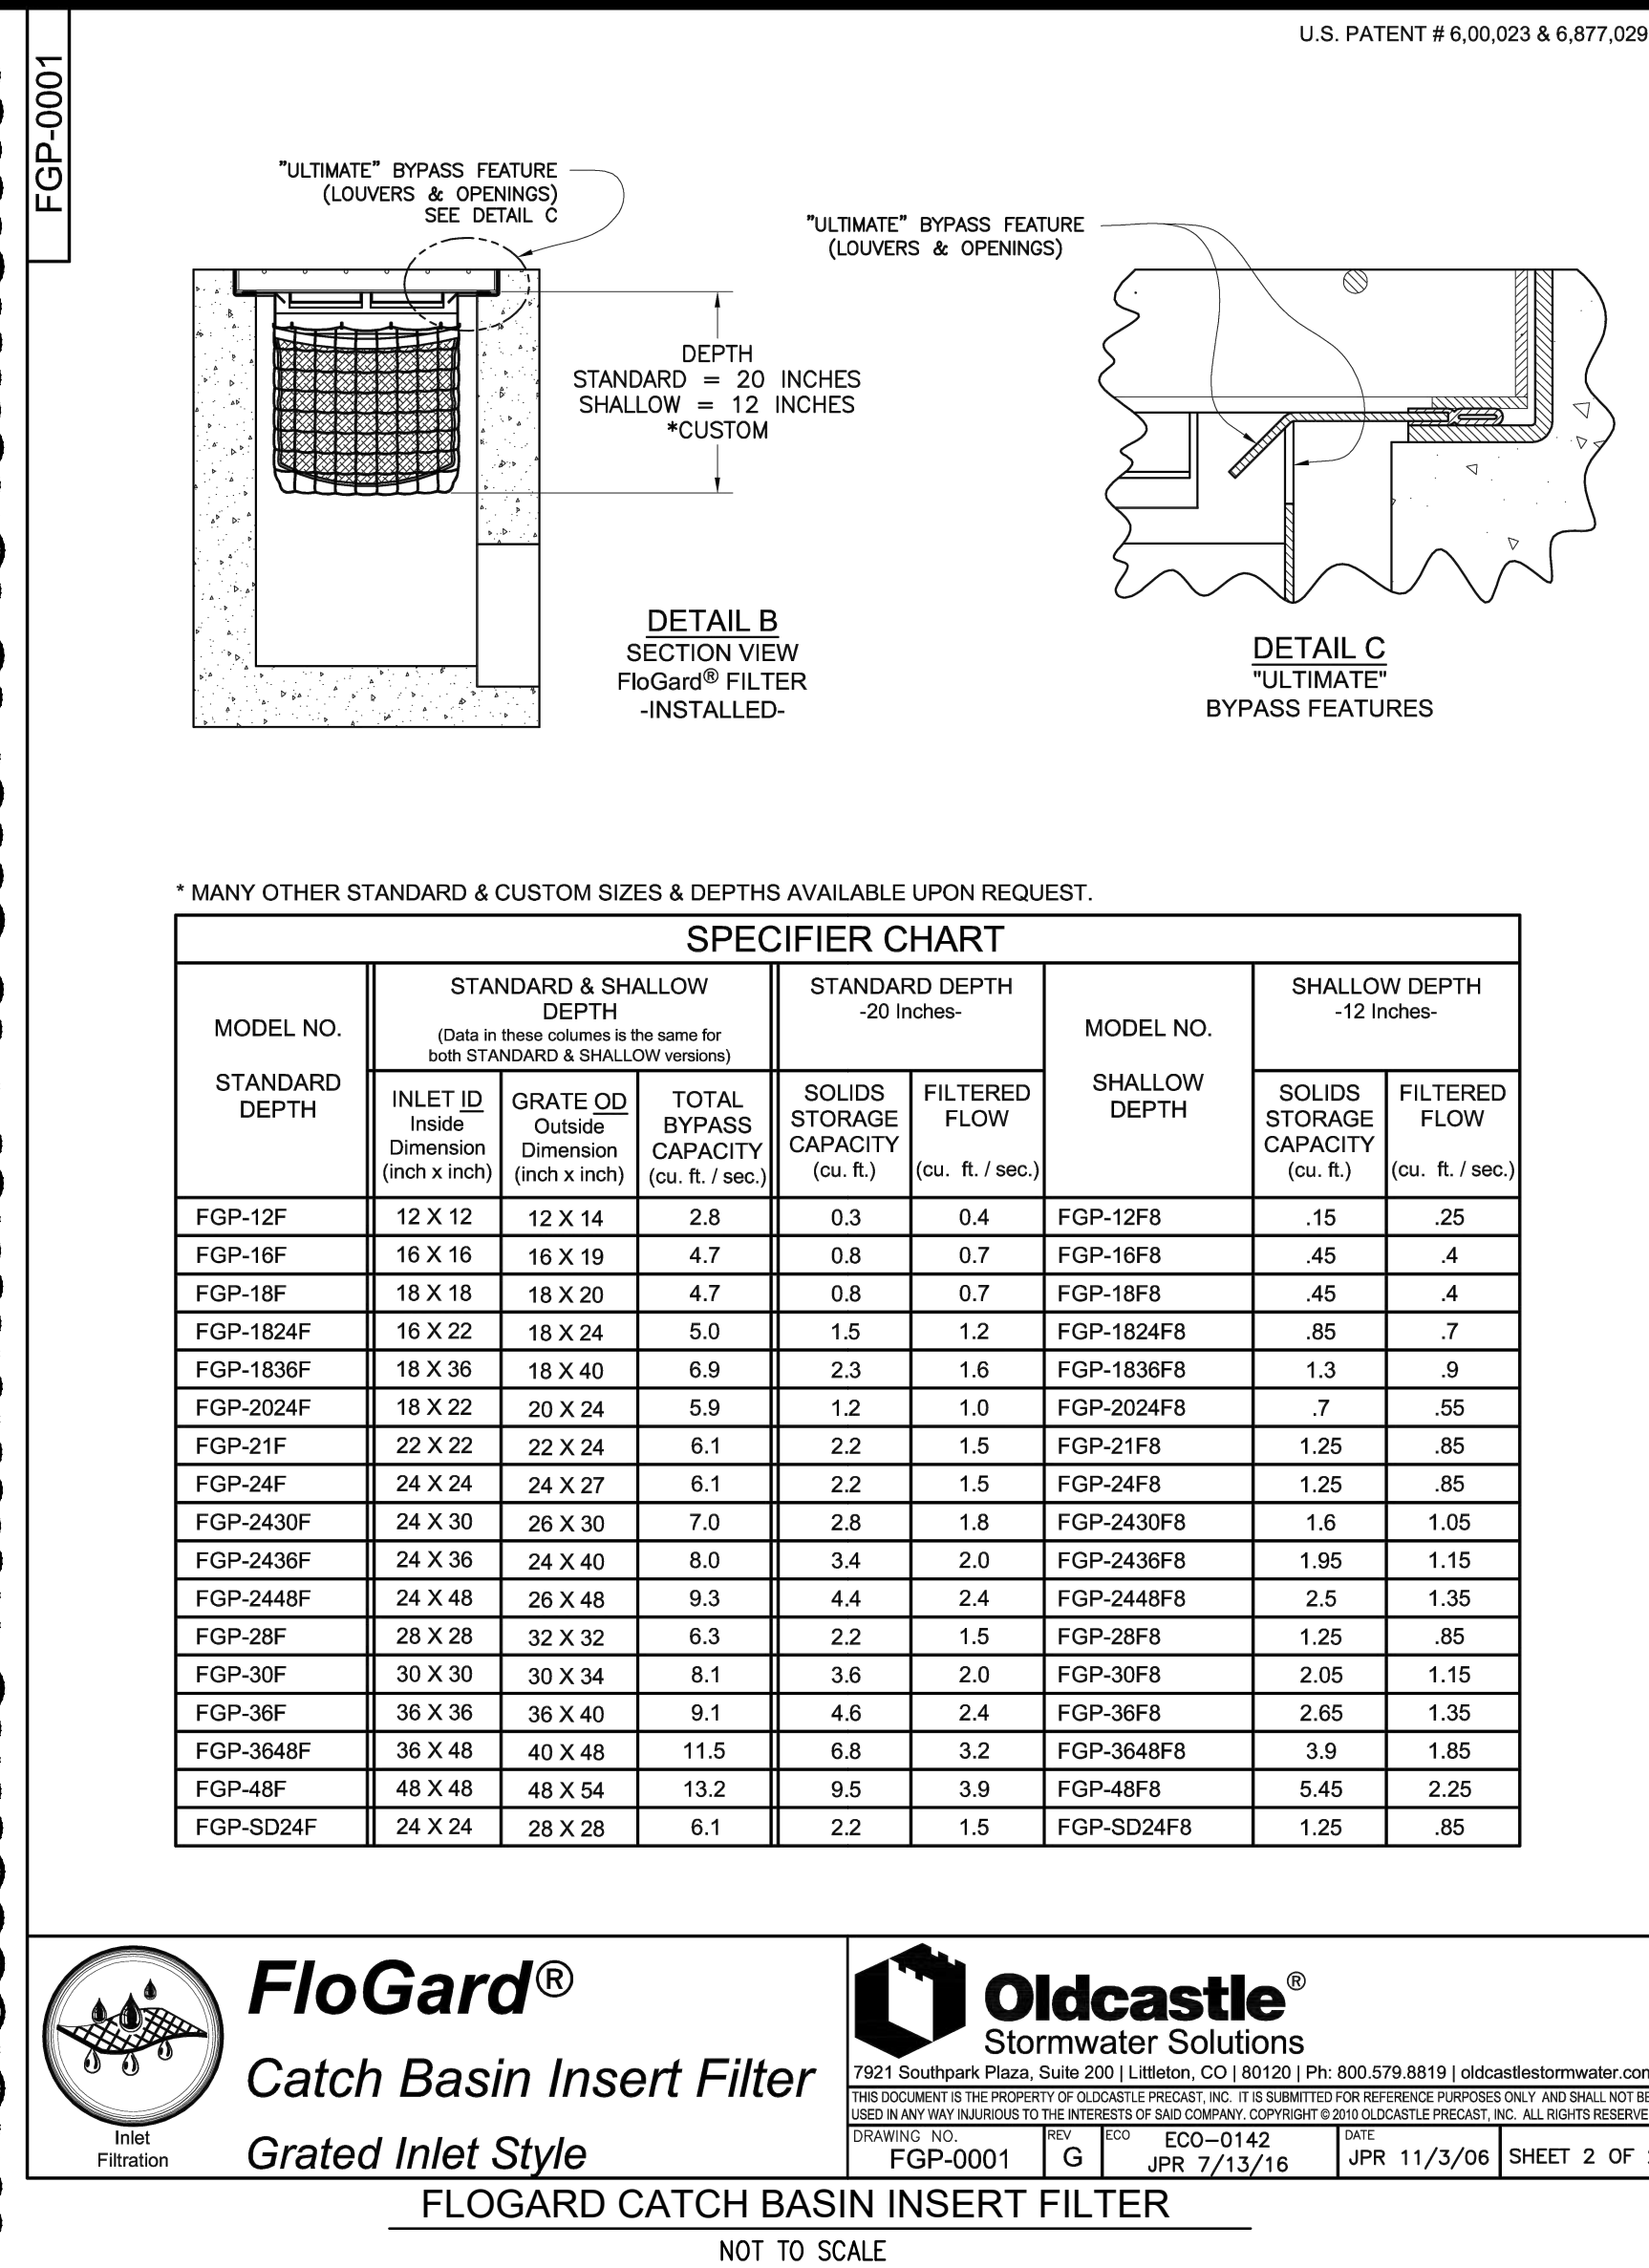 U.S. PATENT # 6,00,023 & 6,877,029
FGP-0001
"ULTIMATE" BYPASS FEATURE
(LOUVERS & OPENINGS)
SEE DETAIL C
"ULTIMATE" BYPASS FEATURE
(LOUVERS & OPENINGS)
DEPTH
STANDARD = 20 INCHES
SHALLOW = 12 INCHES
*CUSTOM
DETAIL B
SECTION VIEW
FloGard® FILTER
-INSTALLED-
DETAIL C
"ULTIMATE"
BYPASS FEATURES
* MANY OTHER STANDARD & CUSTOM SIZES & DEPTHS AVAILABLE UPON REQUEST.
SPECIFIER CHART
MODEL NO.
STANDARD
DEPTH
STANDARD & SHALLOW
DEPTH
(Data in these columes is the same for
both STANDARD & SHALLOW versions)
STANDARD DEPTH
-20 Inches-
MODEL NO.
SHALLOW
DEPTH
SHALLOW DEPTH
-12 Inches-
INLET ID
Inside
Dimension
(inch x inch)
GRATE OD
Outside
Dimension
(inch x inch)
TOTAL
BYPASS
CAPACITY
(cu. ft. / sec.)
SOLIDS
STORAGE
CAPACITY
(cu. ft.)
FILTERED
FLOW
(cu. ft. / sec.)
SOLIDS
STORAGE
CAPACITY
(cu. ft.)
FILTERED
FLOW
(cu. ft. / sec.)
FGP-12F 12 X 12 12 X 14 2.8 0.3 0.4 FGP-12F8 .15 .25
FGP-16F 16 X 16 16 X 19 4.7 0.8 0.7 FGP-16F8 .45 .4
FGP-18F 18 X 18 18 X 20 4.7 0.8 0.7 FGP-18F8 .45 .4
FGP-1824F 16 X 22 18 X 24 5.0 1.5 1.2 FGP-1824F8 .85 .7
FGP-1836F 18 X 36 18 X 40 6.9 2.3 1.6 FGP-1836F8 1.3 .9
FGP-2024F 18 X 22 20 X 24 5.9 1.2 1.0 FGP-2024F8 .7 .55
FGP-21F 22 X 22 22 X 24 6.1 2.2 1.5 FGP-21F8 1.25 .85
FGP-24F 24 X 24 24 X 27 6.1 2.2 1.5 FGP-24F8 1.25 .85
FGP-2430F 24 X 30 26 X 30 7.0 2.8 1.8 FGP-2430F8 1.6 1.05
FGP-2436F 24 X 36 24 X 40 8.0 3.4 2.0 FGP-2436F8 1.95 1.15
FGP-2448F 24 X 48 26 X 48 9.3 4.4 2.4 FGP-2448F8 2.5 1.35
FGP-28F 28 X 28 32 X 32 6.3 2.2 1.5 FGP-28F8 1.25 .85
FGP-30F 30 X 30 30 X 34 8.1 3.6 2.0 FGP-30F8 2.05 1.15
FGP-36F 36 X 36 36 X 40 9.1 4.6 2.4 FGP-36F8 2.65 1.35
FGP-3648F 36 X 48 40 X 48 11.5 6.8 3.2 FGP-3648F8 3.9 1.85
FGP-48F 48 X 48 48 X 54 13.2 9.5 3.9 FGP-48F8 5.45 2.25
FGP-SD24F 24 X 24 28 X 28 6.1 2.2 1.5 FGP-SD24F8 1.25 .85
Inlet
Filtration
FloGard®
Catch Basin Insert Filter
Grated Inlet Style
Oldcastle®
Stormwater Solutions
7921 Southpark Plaza, Suite 200 | Littleton, CO | 80120 | Ph: 800.579.8819 | oldcastlestormwater.com
THIS DOCUMENT IS THE PROPERTY OF OLDCASTLE PRECAST, INC. IT IS SUBMITTED FOR REFERENCE PURPOSES ONLY AND SHALL NOT BE
USED IN ANY WAY INJURIOUS TO THE INTERESTS OF SAID COMPANY. COPYRIGHT © 2010 OLDCASTLE PRECAST, INC. ALL RIGHTS RESERVE
DRAWING NO.
FGP-0001
REV
G
ECO
ECO-0142
JPR 7/13/16
DATE
JPR 11/3/06
SHEET 2 OF
FLOGARD CATCH BASIN INSERT FILTER
NOT TO SCALE